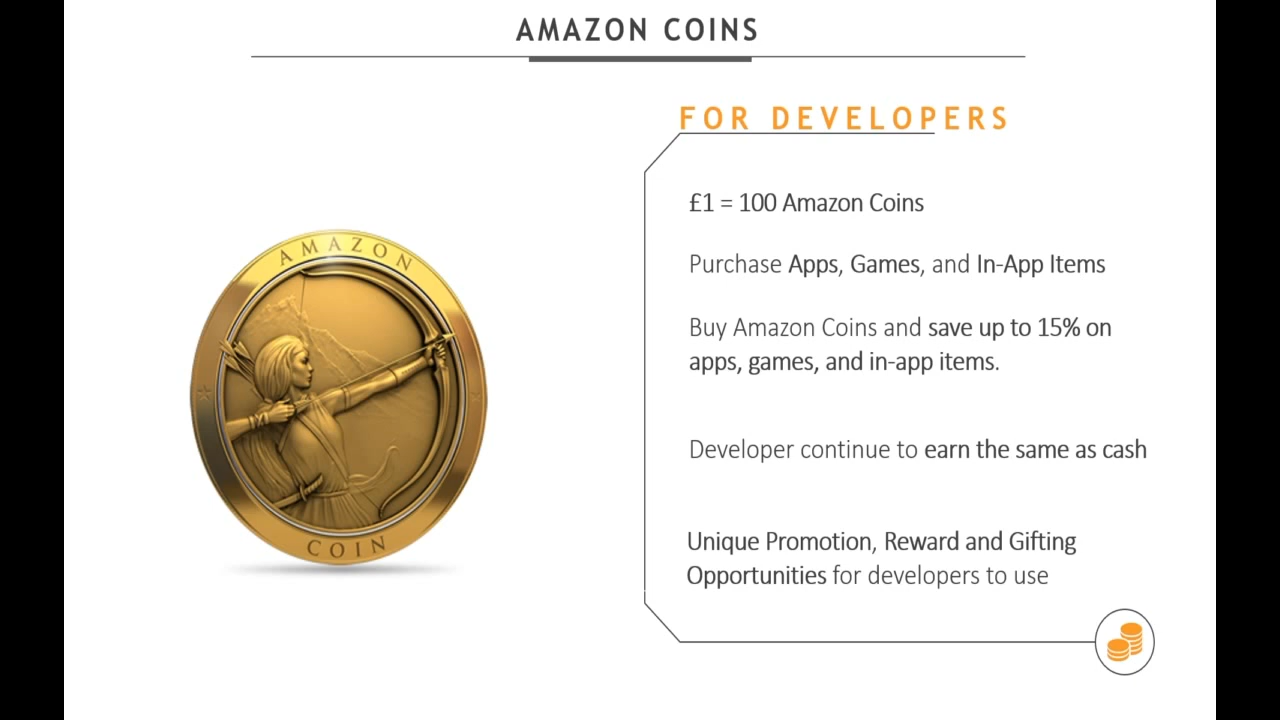 AMAZON COINS
FOR DEVELOPERS
£1 = 100 Amazon Coins
Purchase Apps, Games, and In-App Items
Buy Amazon Coins and save up to 15% on
apps, games, and in-app items.
Developer continue to earn the same as cash
Unique Promotion, Reward and Gifting
Opportunities for developers to use
AMAZON
COIN